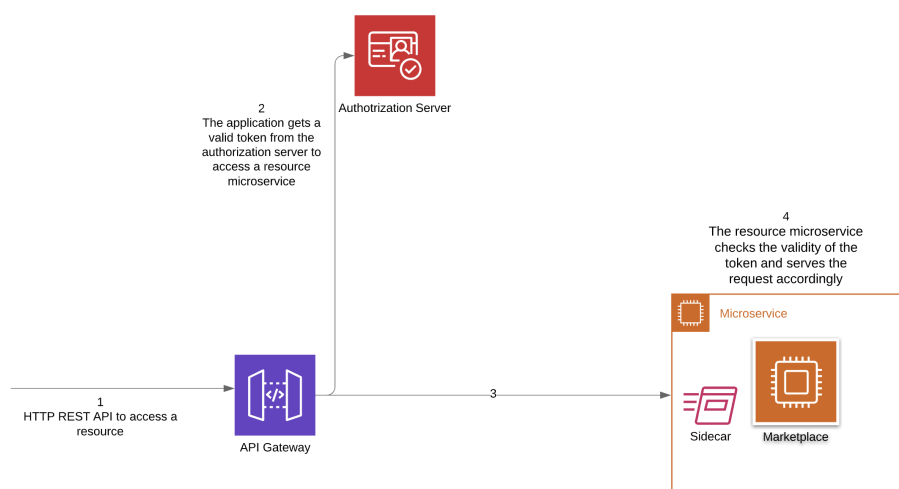 Authotrization Server
2
The application gets a
valid token from the
authorization server to
access a resource
microservice
4
The resource microservice
checks the validity of the
token and serves the
request accordingly
Microservice
1
HTTP REST API to access a
resource
API Gateway
3
Sidecar
Marketplace